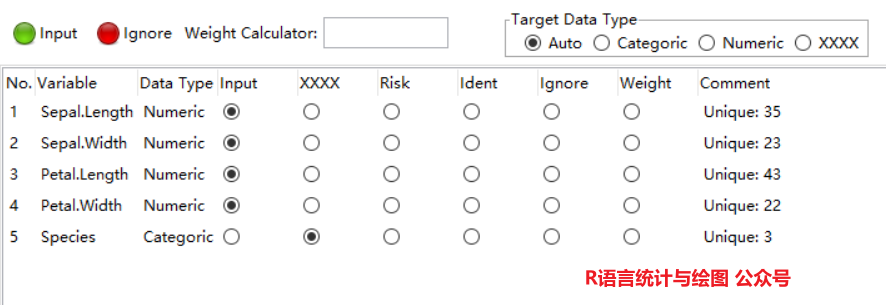 Target Data Type
Input Ignore Weight Calculator: Auto Categoric Numeric XXXX
No. Variable Data Type Input XXXX Risk Ident Ignore Weight Comment
1 Sepal.Length Numeric Unique: 35
2 Sepal.Width Numeric Unique: 23
3 Petal.Length Numeric Unique: 43
4 Petal.Width Numeric Unique: 22
5 Species Categoric Unique: 3
R语言统计与绘图 公众号